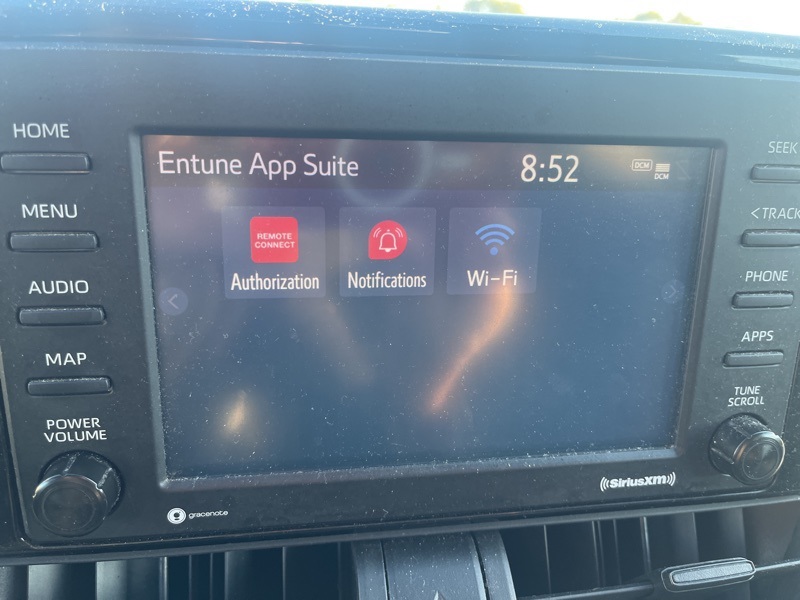 HOME
MENU
AUDIO
MAP
POWER
VOLUME
Entune App Suite 8:52 DCM DCM
REMOTE
CONNECT
Authorization Notifications Wi-Fi
SEEK
<TRACK
PHONE
APPS
TUNE
SCROLL
gracenote
SiriusXM